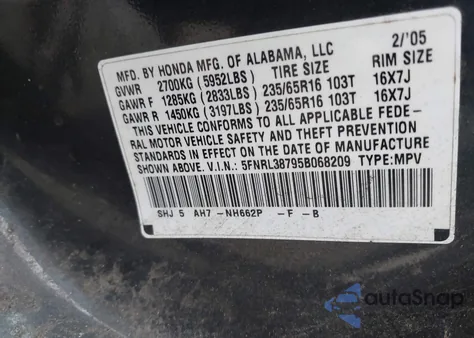 MFD. BY HONDA MFG. OF ALABAMA, LLC 2/'05
GVWR 2700KG (5952LBS) TIRE SIZE RIM SIZE
GAWR F 1285KG (2833LBS) 235/65R16 103T 16X7J
GAWR R 1450KG (3197LBS) 235/65R16 103T 16X7J
THIS VEHICLE CONFORMS TO ALL APPLICABLE FEDE-
RAL MOTOR VEHICLE SAFETY AND THEFT PREVENTION
STANDARDS IN EFFECT ON THE DATE OF MANUFACTURE
SHOWN ABOVE. V.I.N.: 5FNRL38795B068209 TYPE:MPV
SHJ 5 AH7 -NH662P -F -B
autoSnap